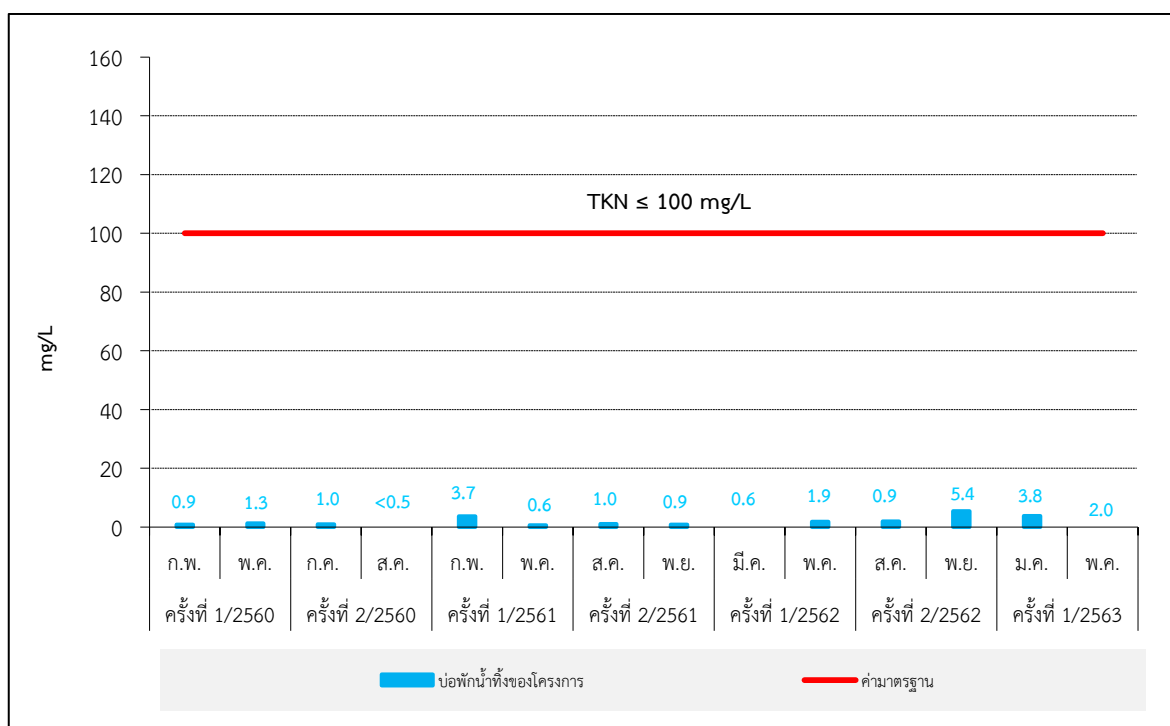 160
140
120
TKN ≤ 100 mg/L
100
80
60
40
20
0
mg/L
0.9 1.3 1.0 <0.5 3.7 0.6 1.0 0.9 0.6 1.9 0.9 5.4 3.8 2.0
ก.พ. พ.ค. ก.ค. ส.ค. ก.พ. พ.ค. ส.ค. พ.ย. มี.ค. พ.ค. ส.ค. พ.ย. ม.ค. พ.ค.
ครั้งที่ 1/2560 ครั้งที่ 2/2560 ครั้งที่ 1/2561 ครั้งที่ 2/2561 ครั้งที่ 1/2562 ครั้งที่ 2/2562 ครั้งที่ 1/2563
บ่อพักน้ำทิ้งของโครงการ ค่ามาตรฐาน